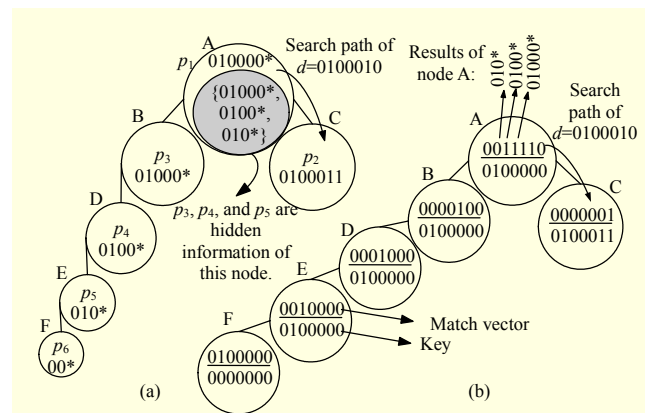 A
p1 010000*
{01000*,
0100*,
010*}
Search path of
d=0100010
B
p3
01000*
C
p2
0100011
D
p4
0100*
p3, p4, and p5 are
hidden
information of
this node.
E
p5
010*
F
p6
00*
(a)
Results of
node A:
010*
0100*
01000*
Search
path of
d=0100010
A
0011110
0100000
B
0000100
0100000
C
0000001
0100011
D
0001000
0100000
E
0010000
0100000
Match vector
Key
F
0100000
0000000
(b)